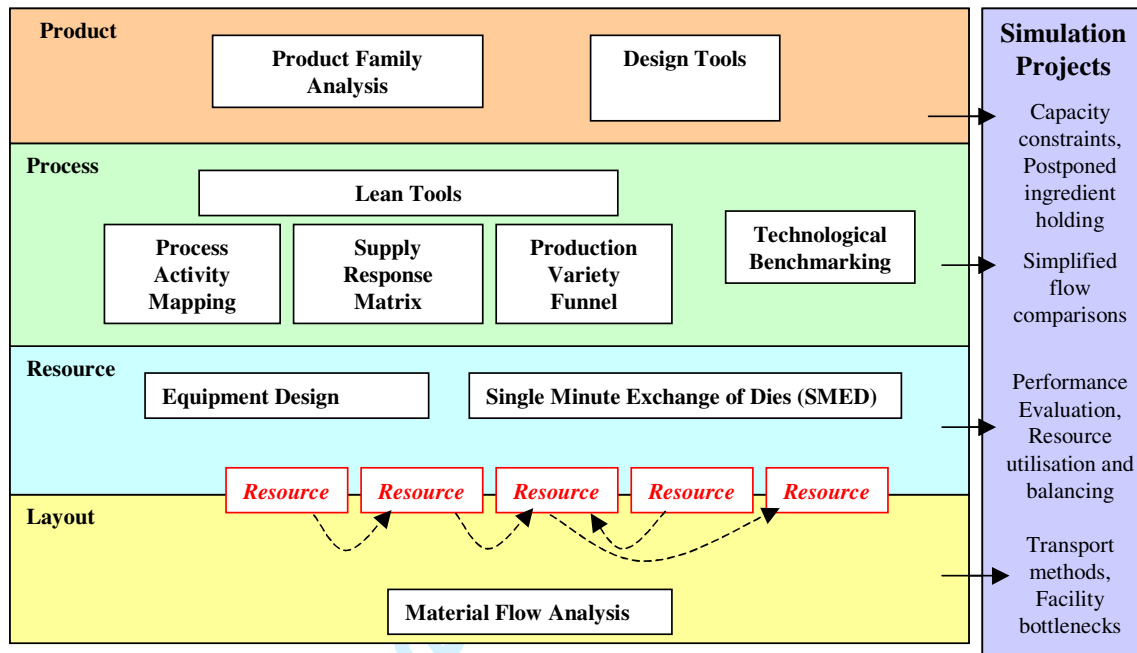 Product
Product Family
Analysis
Design Tools
Process
Lean Tools
Process
Activity
Mapping
Supply
Response
Matrix
Production
Variety
Funnel
Technological
Benchmarking
Resource
Equipment Design
Single Minute Exchange of Dies (SMED)
Resource
Resource
Resource
Resource
Resource
Layout
Material Flow Analysis
Simulation
Projects
Capacity
constraints,
Postponed
ingredient
holding
Simplified
flow
comparisons
Performance
Evaluation,
Resource
utilisation and
balancing
Transport
methods,
Facility
bottlenecks